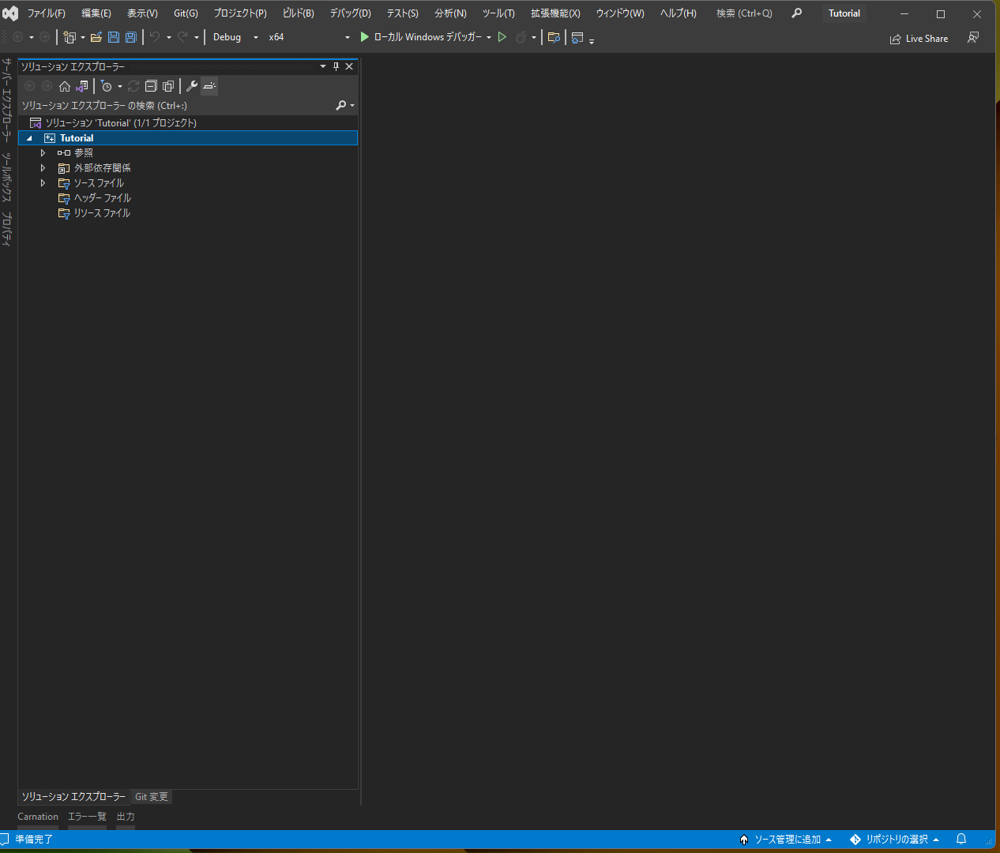 ファイル(F) 編集(E) 表示(V) Git(G) プロジェクト(P) ビルド(B) デバッグ(D) テスト(S) 分析(N) ツール(T) 拡張機能(X) ウィンドウ(W) ヘルプ(H) 検索 (Ctrl+Q) Tutorial
Debug x64 ローカル Windows デバッガー Live Share
サーバー エクスプローラー
ツールボックス
プロパティ
ソリューション エクスプローラー
ソリューション エクスプローラー の検索 (Ctrl+:)
ソリューション 'Tutorial' (1/1 プロジェクト)
Tutorial
参照
外部依存関係
ソース ファイル
ヘッダー ファイル
リソース ファイル
ソリューション エクスプローラー Git 変更
Carnation エラー一覧 出力
準備完了 ソース管理に追加 リポジトリの選択